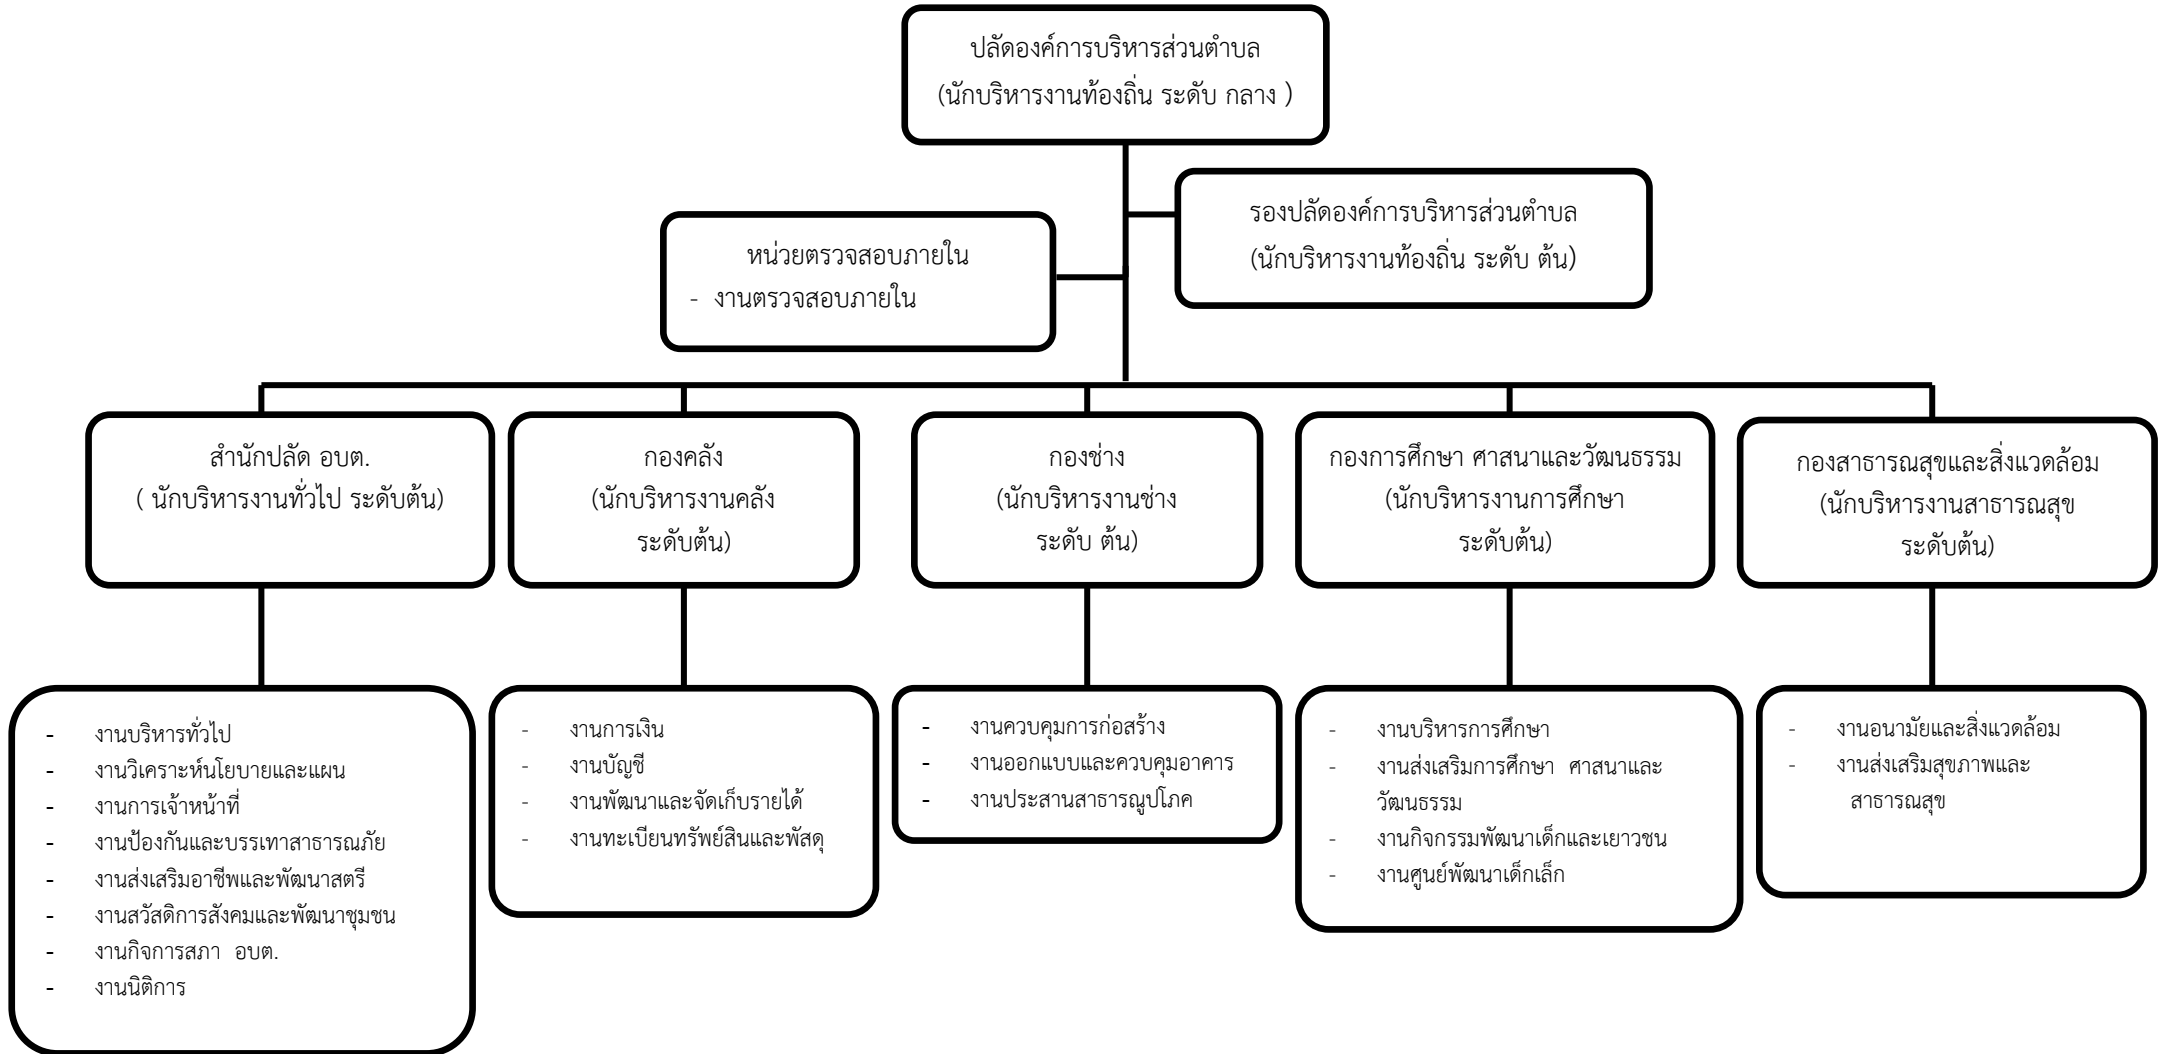 ปลัดองค์การบริหารส่วนตำบล
(นักบริหารงานท้องถิ่น ระดับ กลาง )
รองปลัดองค์การบริหารส่วนตำบล
(นักบริหารงานท้องถิ่น ระดับ ต้น)
หน่วยตรวจสอบภายใน
- งานตรวจสอบภายใน
สำนักปลัด อบต.
( นักบริหารงานทั่วไป ระดับต้น)
กองคลัง
(นักบริหารงานคลัง
ระดับต้น)
กองช่าง
(นักบริหารงานช่าง
ระดับ ต้น)
กองการศึกษา ศาสนาและวัฒนธรรม
(นักบริหารงานการศึกษา
ระดับต้น)
กองสาธารณสุขและสิ่งแวดล้อม
(นักบริหารงานสาธารณสุข
ระดับต้น)
- งานบริหารทั่วไป
- งานวิเคราะห์นโยบายและแผน
- งานการเจ้าหน้าที่
- งานป้องกันและบรรเทาสาธารณภัย
- งานส่งเสริมอาชีพและพัฒนาสตรี
- งานสวัสดิการสังคมและพัฒนาชุมชน
- งานกิจการสภา อบต.
- งานนิติการ
- งานการเงิน
- งานบัญชี
- งานพัฒนาและจัดเก็บรายได้
- งานทะเบียนทรัพย์สินและพัสดุ
- งานควบคุมการก่อสร้าง
- งานออกแบบและควบคุมอาคาร
- งานประสานสาธารณูปโภค
- งานบริหารการศึกษา
- งานส่งเสริมการศึกษา ศาสนาและ
วัฒนธรรม
- งานกิจกรรมพัฒนาเด็กและเยาวชน
- งานศูนย์พัฒนาเด็กเล็ก
- งานอนามัยและสิ่งแวดล้อม
- งานส่งเสริมสุขภาพและ
สาธารณสุข